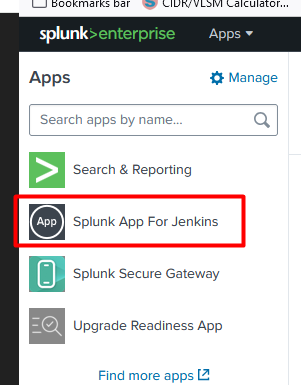 Bookmarks bar
CIDR/VLSM Calculator...
splunk>enterprise Apps
Apps
Manage
Search apps by name...
Search & Reporting
App Splunk App For Jenkins
Splunk Secure Gateway
Upgrade Readiness App
Find more apps